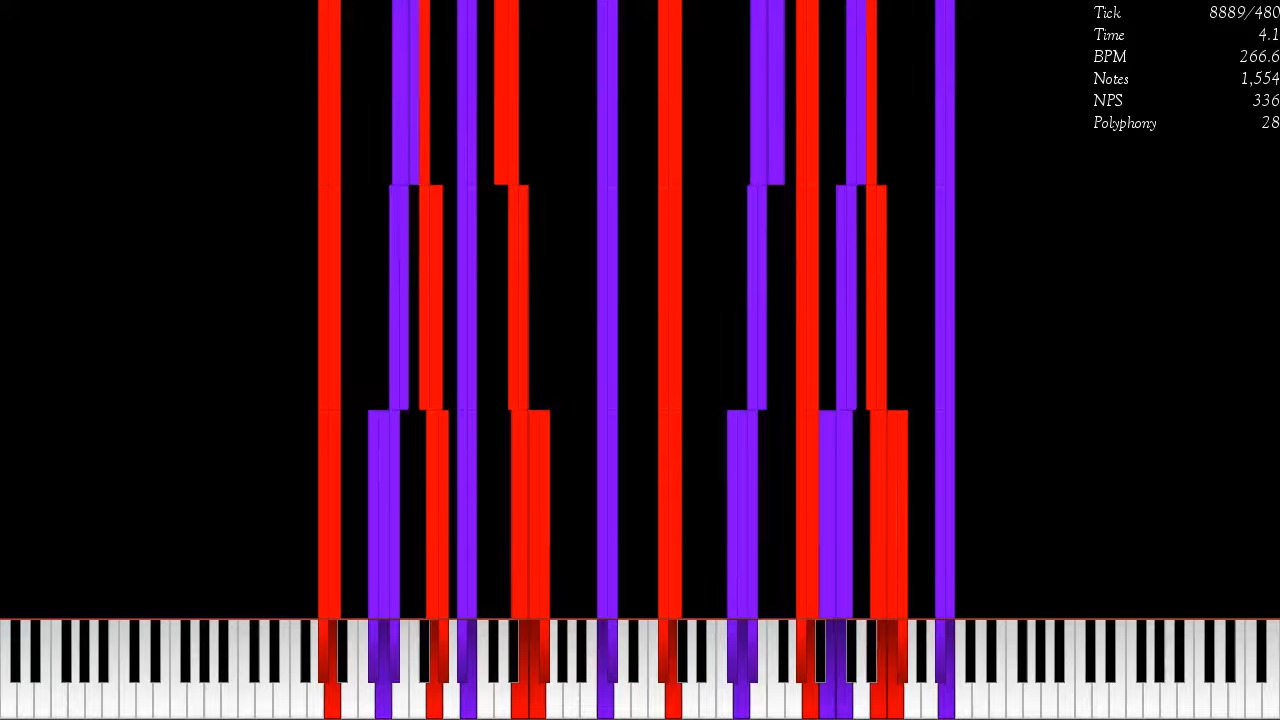 Tick 8889/480
Time 4.1
BPM 266.6
Notes 1,554
NPS 336
Polyphony 28